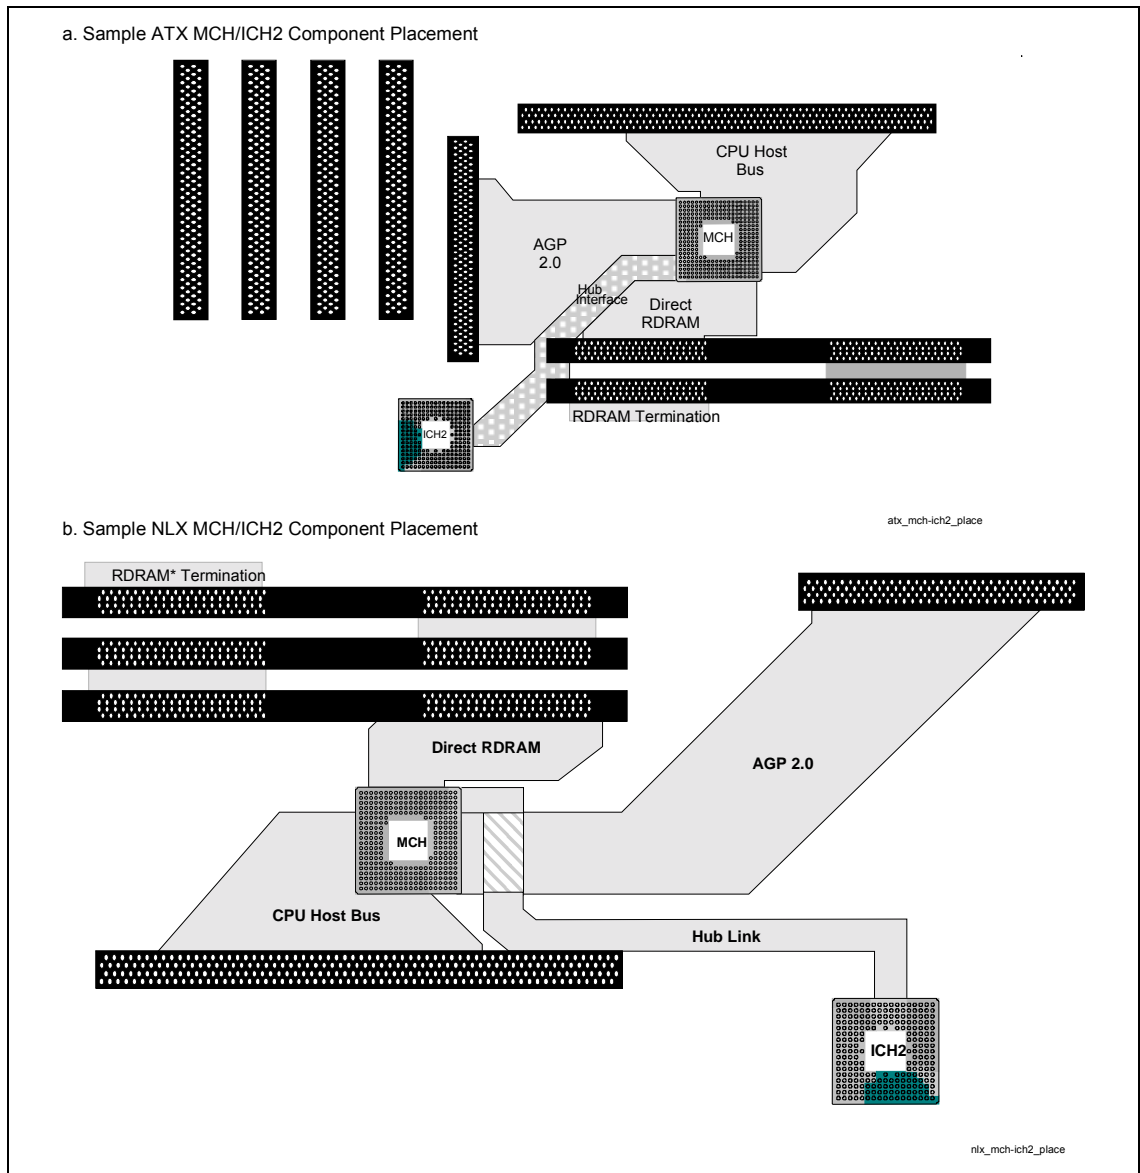 a. Sample ATX MCH/ICH2 Component Placement
CPU Host
Bus
MCH
AGP
2.0
Hub
Interface
Direct
RDRAM
RDRAM Termination
ICH2
atx_mch-ich2_place
b. Sample NLX MCH/ICH2 Component Placement
RDRAM* Termination
Direct RDRAM
AGP 2.0
MCH
CPU Host Bus
Hub Link
ICH2
nlx_mch-ich2_place